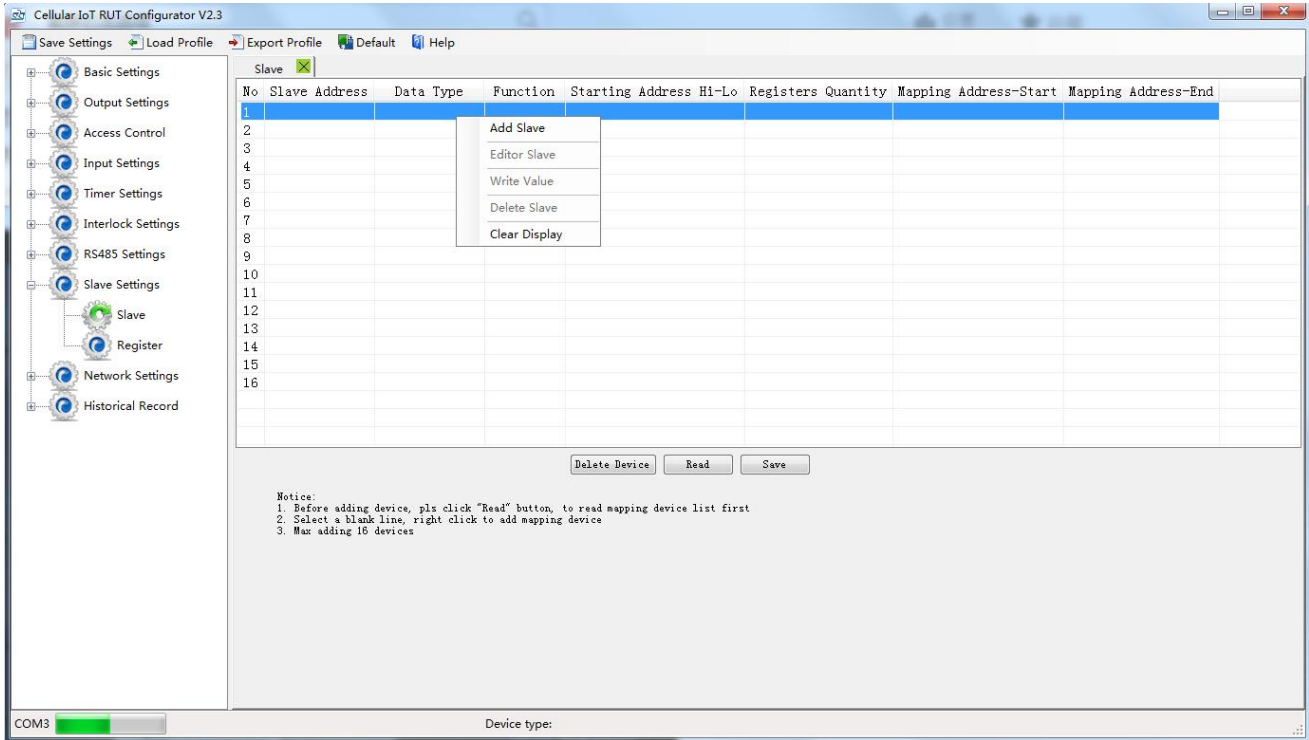 Cellular IoT RUT Configurator V2.3
Save Settings Load Profile Export Profile Default Help
Basic Settings
Output Settings
Access Control
Input Settings
Timer Settings
Interlock Settings
RS485 Settings
Slave Settings
Slave
Register
Network Settings
Historical Record
Slave
No Slave Address Data Type Function Starting Address Hi-Lo Registers Quantity Mapping Address-Start Mapping Address-End
1
2
3
4
5
6
7
8
9
10
11
12
13
14
15
16
Add Slave
Editor Slave
Write Value
Delete Slave
Clear Display
Delete Device Read Save
Notice:
1. Before adding device, pls click "Read" button, to read mapping device list first
2. Select a blank line, right click to add mapping device
3. Max adding 16 devices
COM3 Device type: